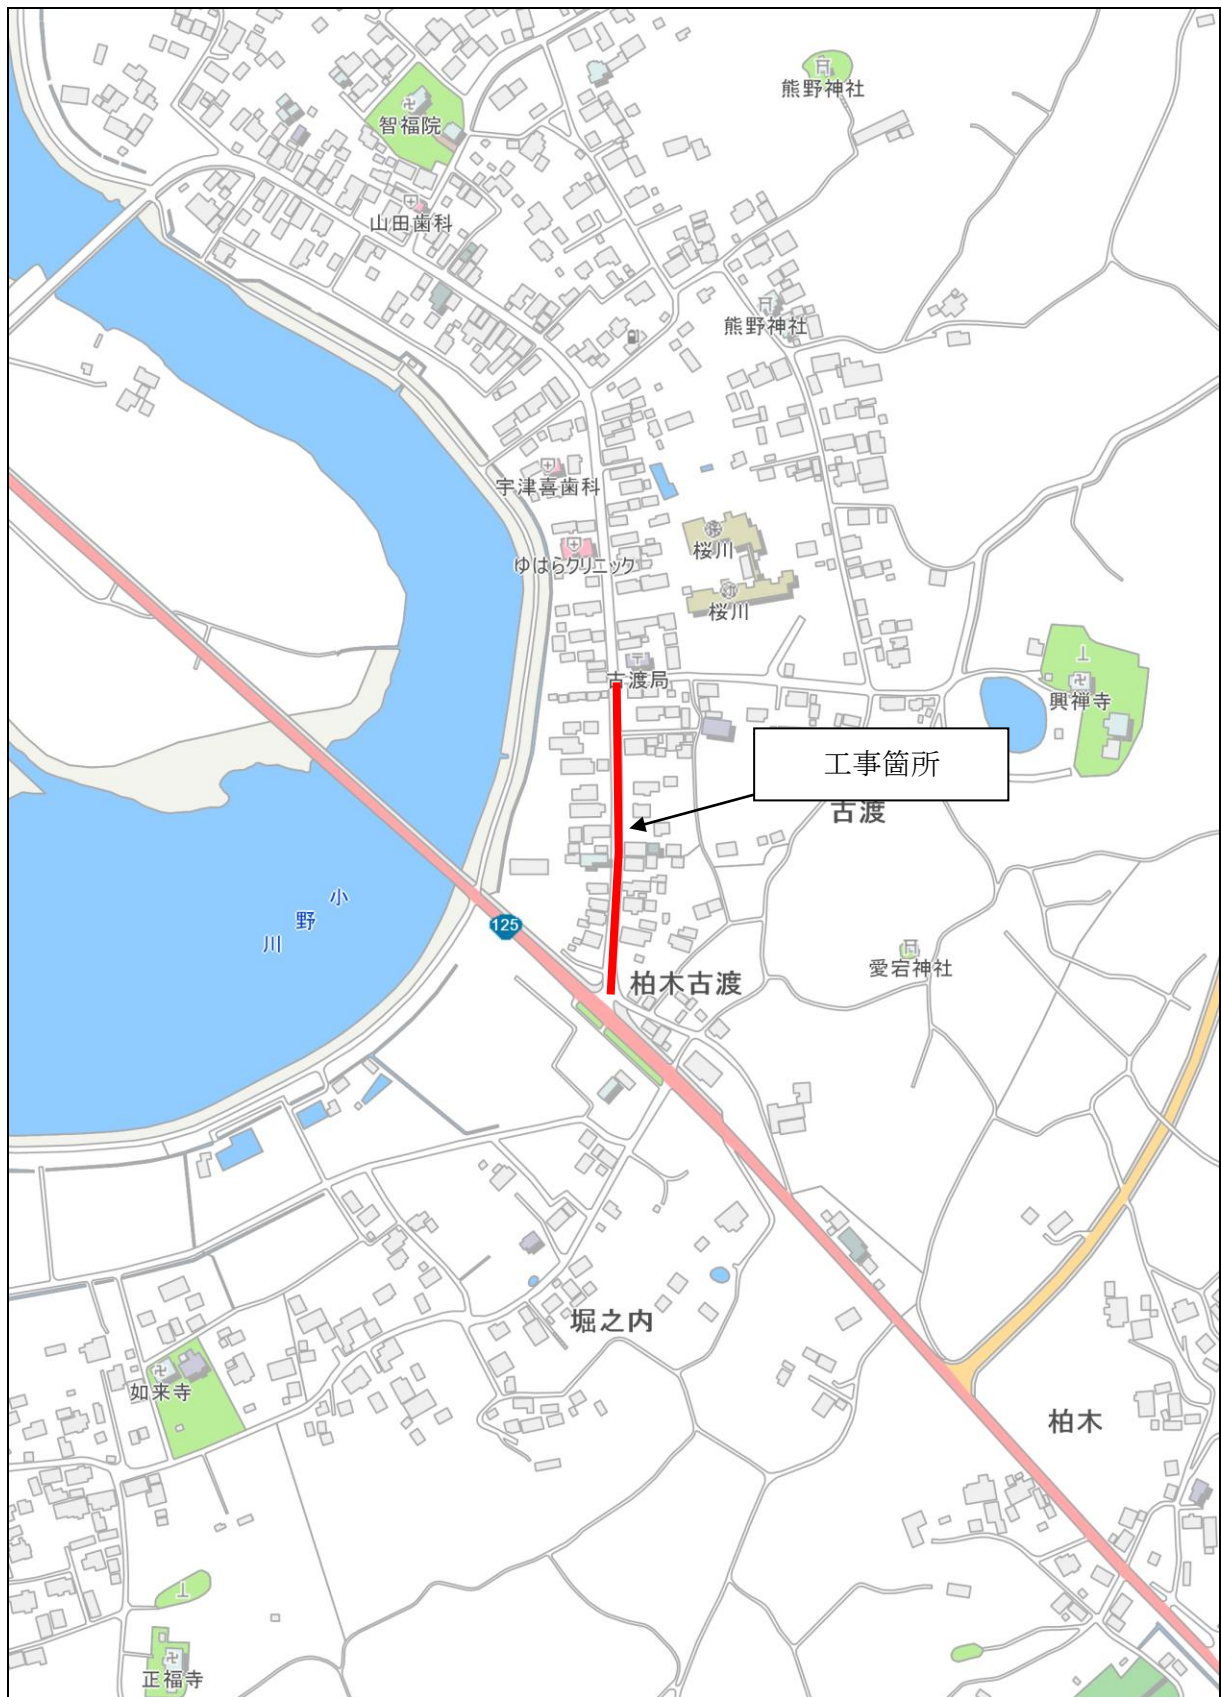 熊野神社
智福院
山田歯科
熊野神社
宇津喜歯科
桜川
ゆはらクリニック
桜川
古渡局
興禅寺
工事箇所
古渡
小野川
125
愛宕神社
柏木古渡
堀之内
如来寺
柏木
正福寺